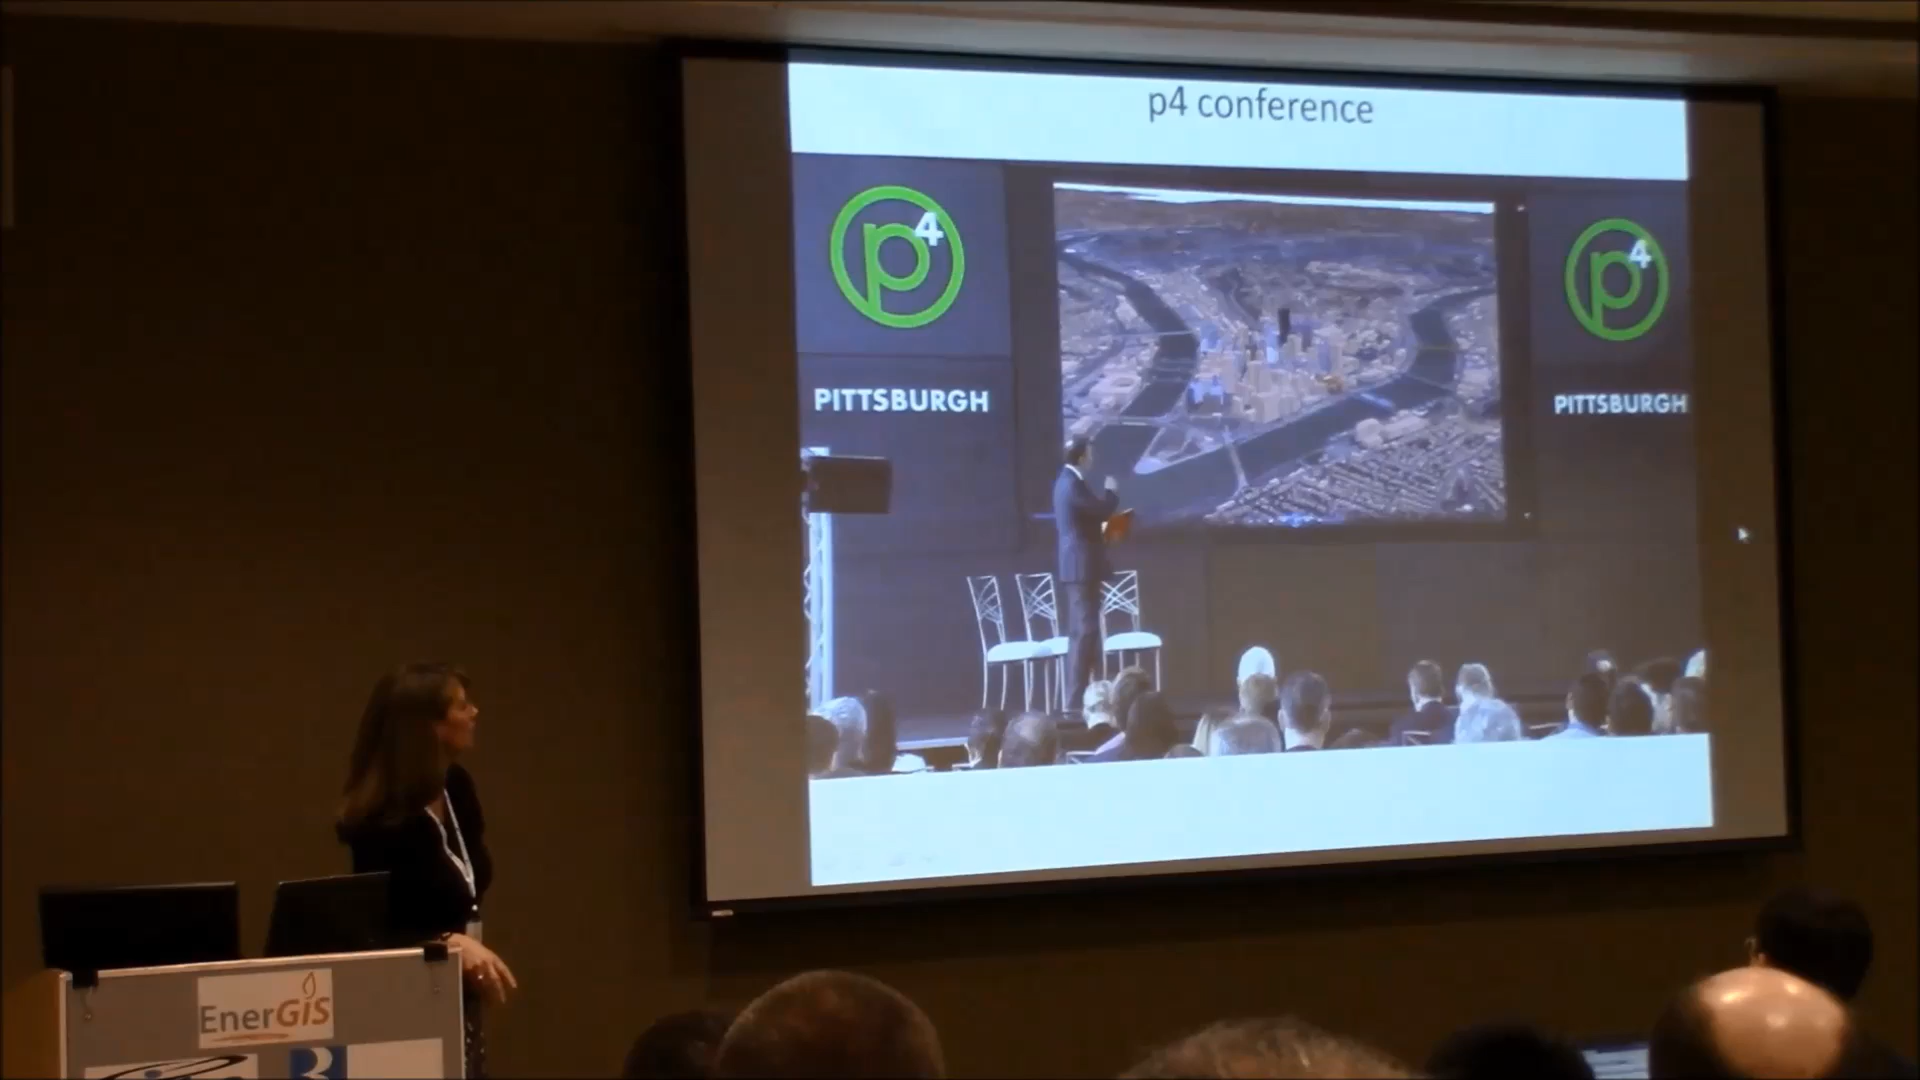 p4 conference
p4
p4
PITTSBURGH
PITTSBURGH
EnerGIS